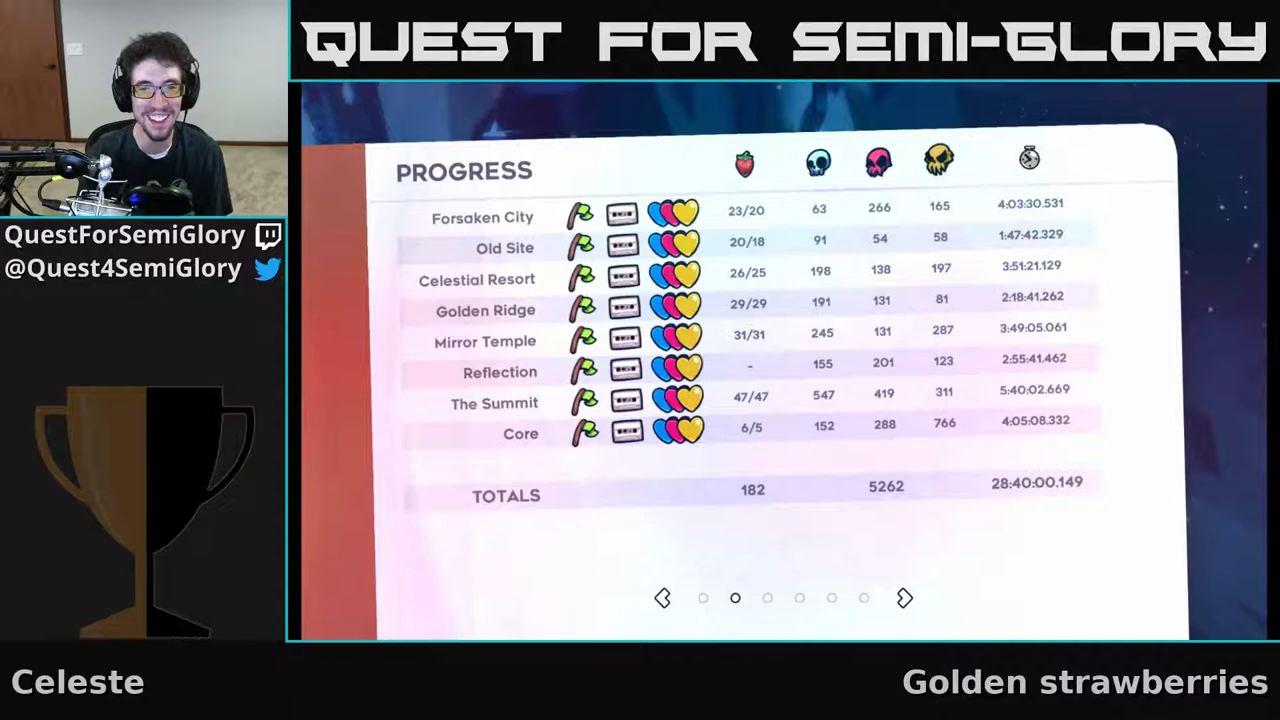 QUEST FOR SEMI-GLORY
QuestForSemiGlory
@Quest4SemiGlory
PROGRESS
Forsaken City 23/20 63 266 165 4:03:30.531
Old Site 20/18 91 54 58 1:47:42.329
Celestial Resort 26/25 198 138 197 3:51:21.129
Golden Ridge 29/29 191 131 81 2:18:41.262
Mirror Temple 31/31 245 131 287 3:49:05.061
Reflection - 155 201 123 2:55:41.462
The Summit 47/47 547 419 311 5:40:02.669
Core 6/5 152 288 766 4:05:08.332
TOTALS 182 5262 28:40:00.149
Celeste
Golden strawberries